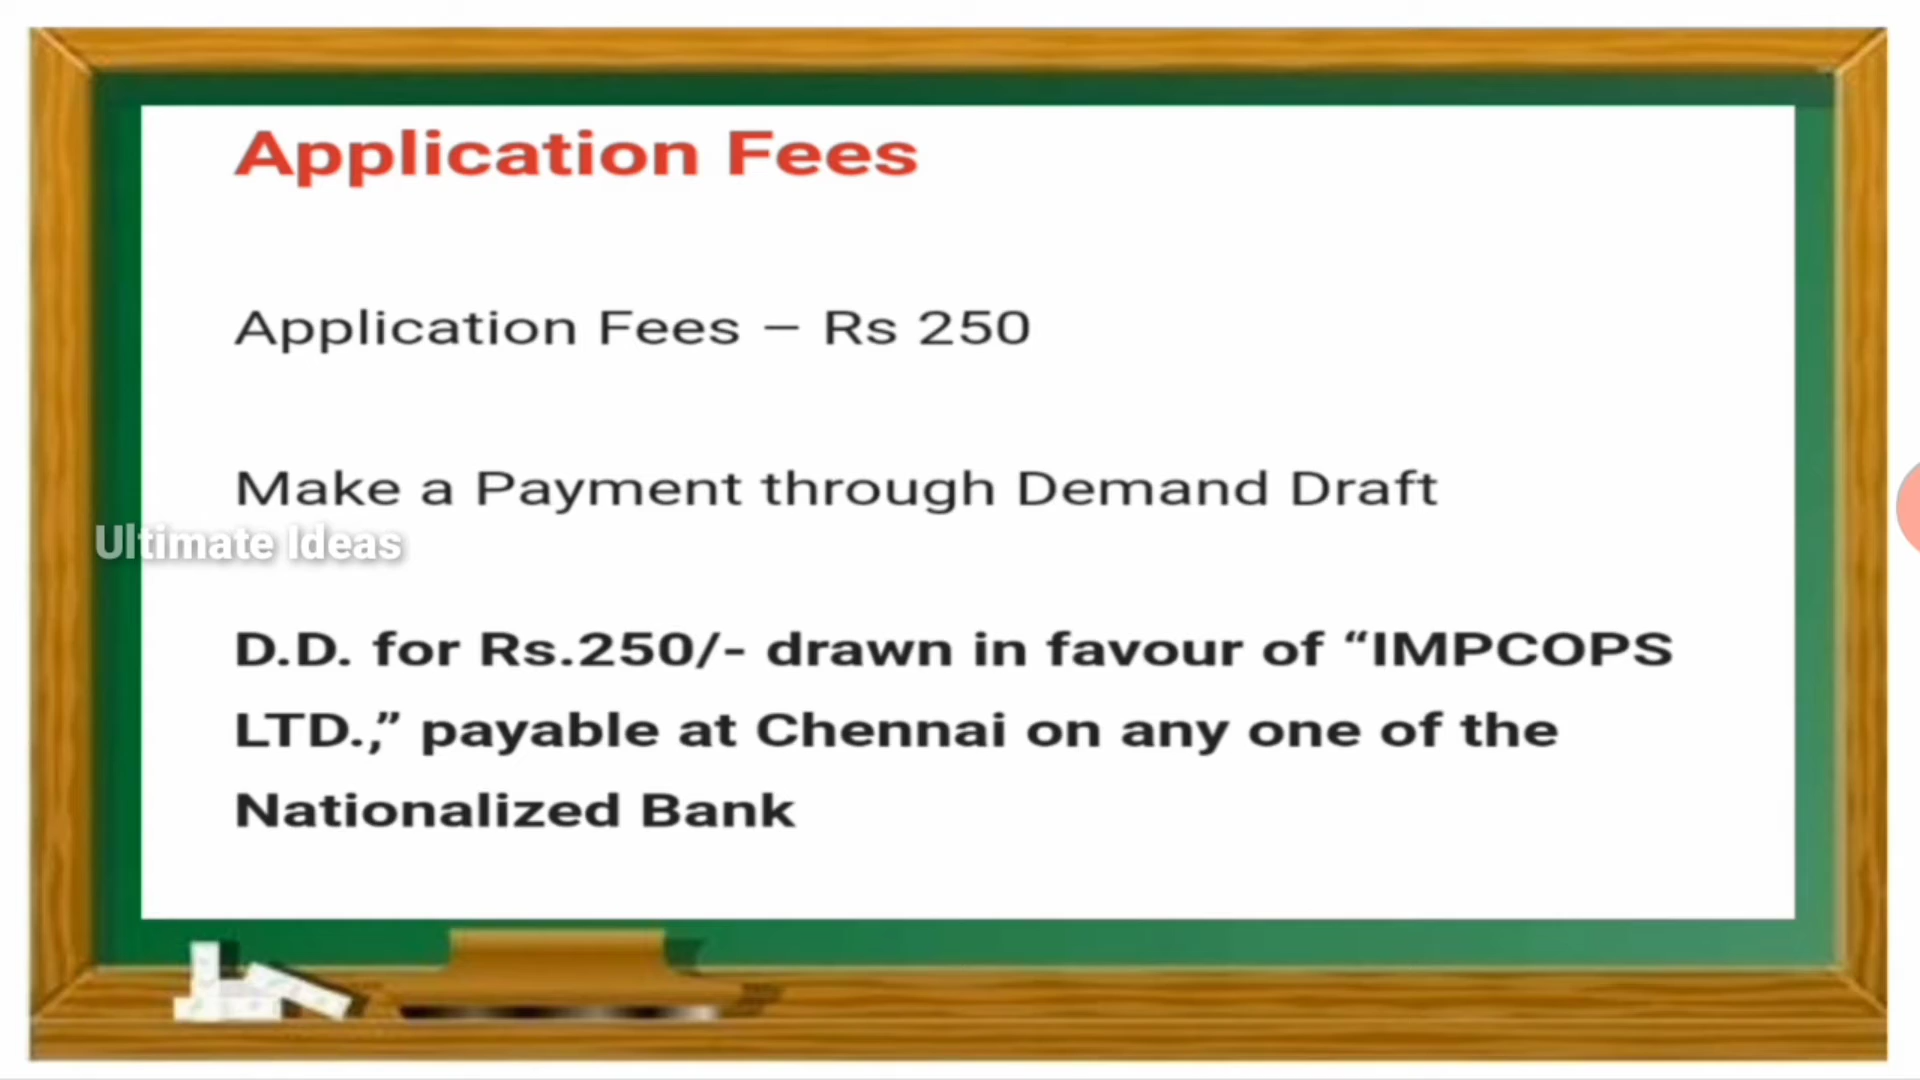 Application Fees
Application Fees – Rs 250
Make a Payment through Demand Draft
Ultimate Ideas
D.D. for Rs.250/- drawn in favour of “IMPCOPS
LTD.,” payable at Chennai on any one of the
Nationalized Bank